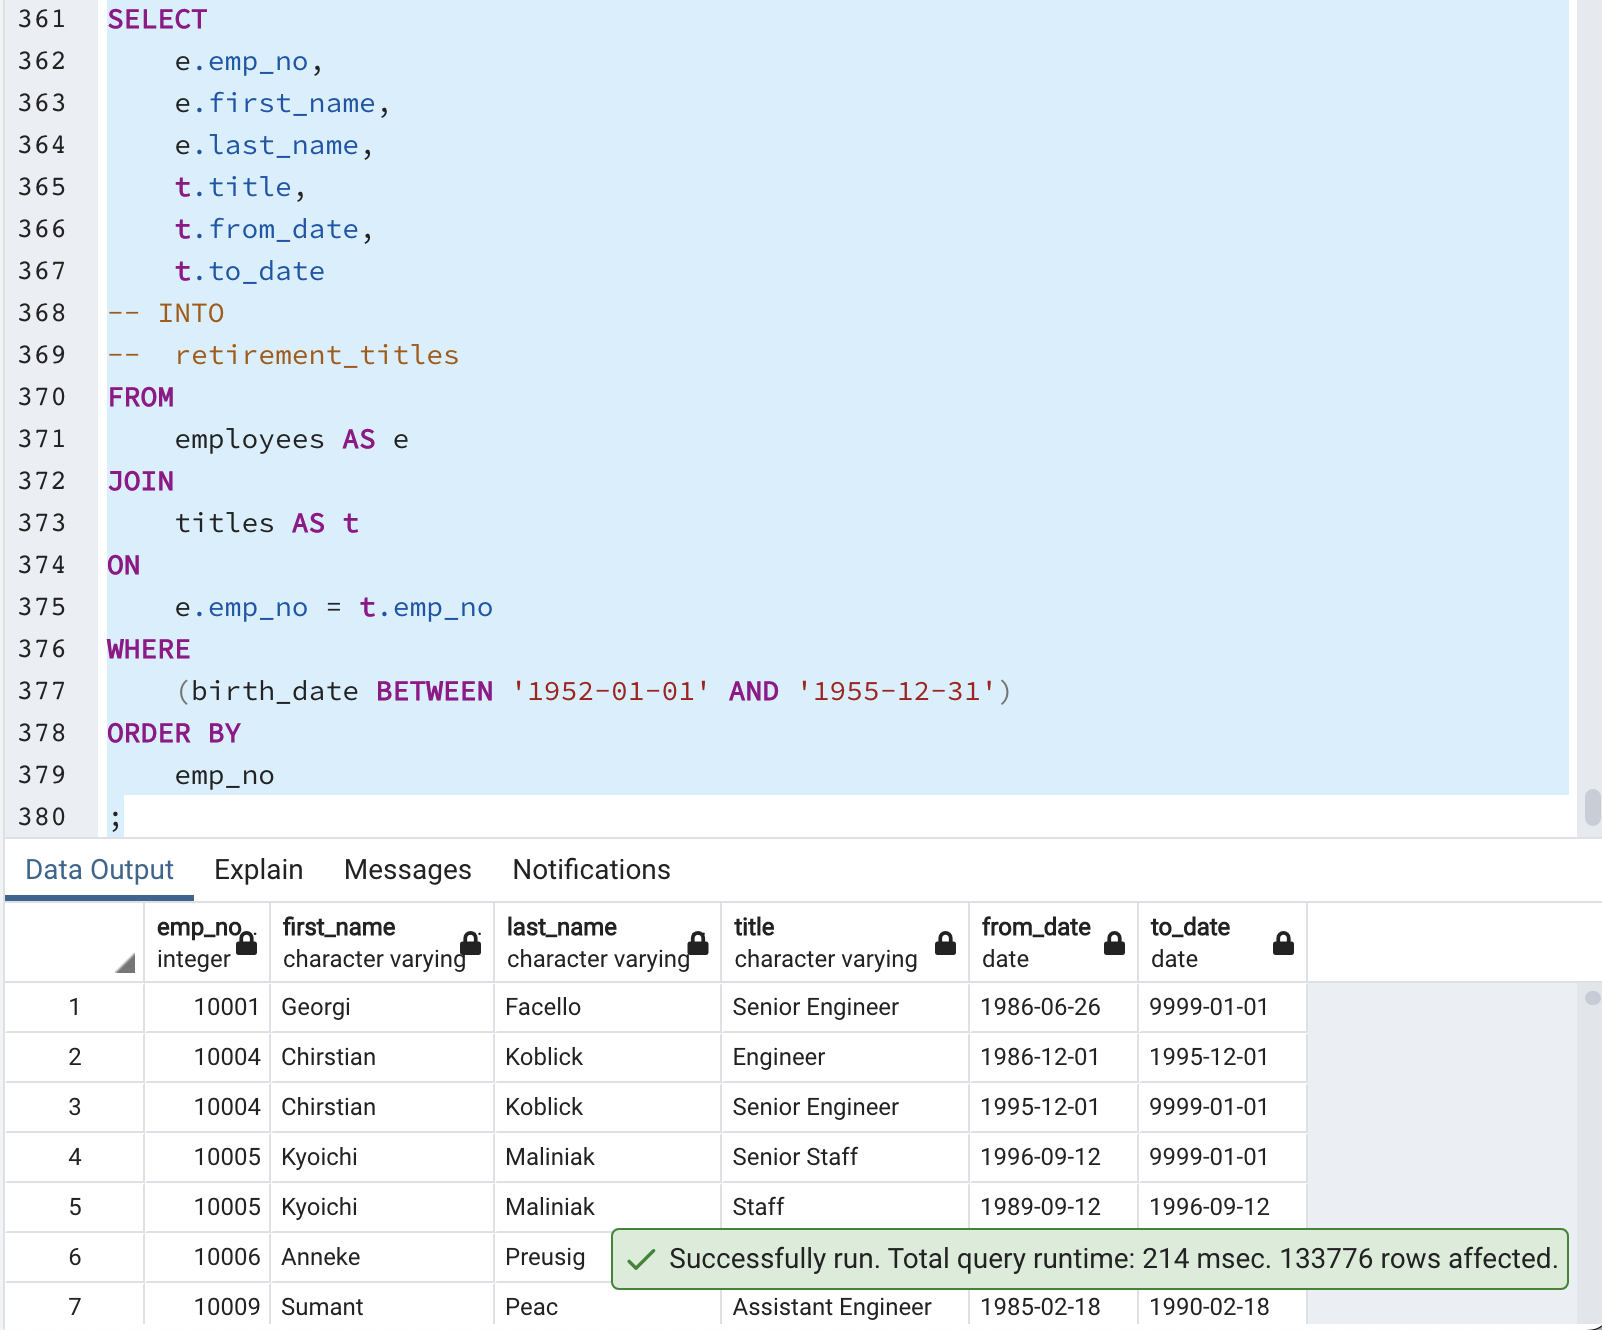 361 SELECT
362 e.emp_no,
363 e.first_name,
364 e.last_name,
365 t.title,
366 t.from_date,
367 t.to_date
368 -- INTO
369 --  retirement_titles
370 FROM
371 employees AS e
372 JOIN
373 titles AS t
374 ON
375 e.emp_no = t.emp_no
376 WHERE
377 (birth_date BETWEEN '1952-01-01' AND '1955-12-31')
378 ORDER BY
379 emp_no
380 ;
Data Output Explain Messages Notifications
emp_no first_name last_name title from_date to_date
integer character varying character varying character varying date date
1 10001 Georgi Facello Senior Engineer 1986-06-26 9999-01-01
2 10004 Chirstian Koblick Engineer 1986-12-01 1995-12-01
3 10004 Chirstian Koblick Senior Engineer 1995-12-01 9999-01-01
4 10005 Kyoichi Maliniak Senior Staff 1996-09-12 9999-01-01
5 10005 Kyoichi Maliniak Staff 1989-09-12 1996-09-12
6 10006 Anneke Preusig
Successfully run. Total query runtime: 214 msec. 133776 rows affected.
7 10009 Sumant Peac Assistant Engineer 1985-02-18 1990-02-18